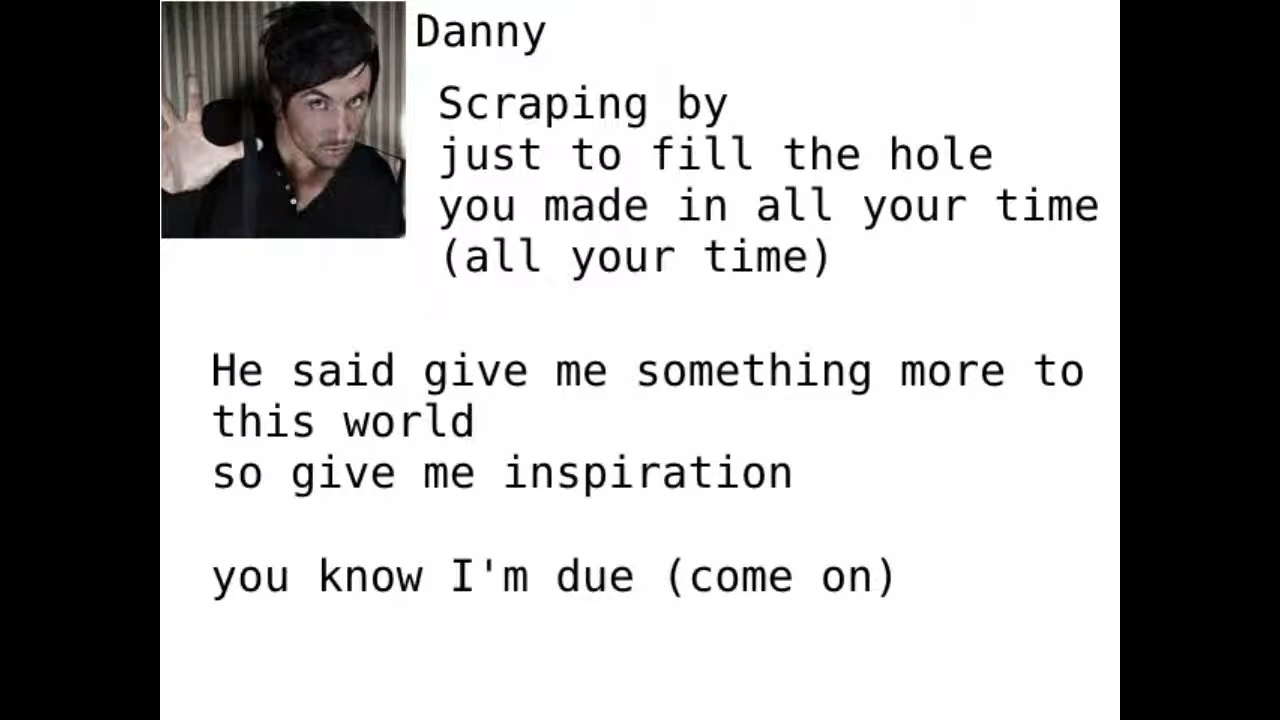 Danny
Scraping by
just to fill the hole
you made in all your time
(all your time)
He said give me something more to
this world
so give me inspiration
you know I'm due (come on)